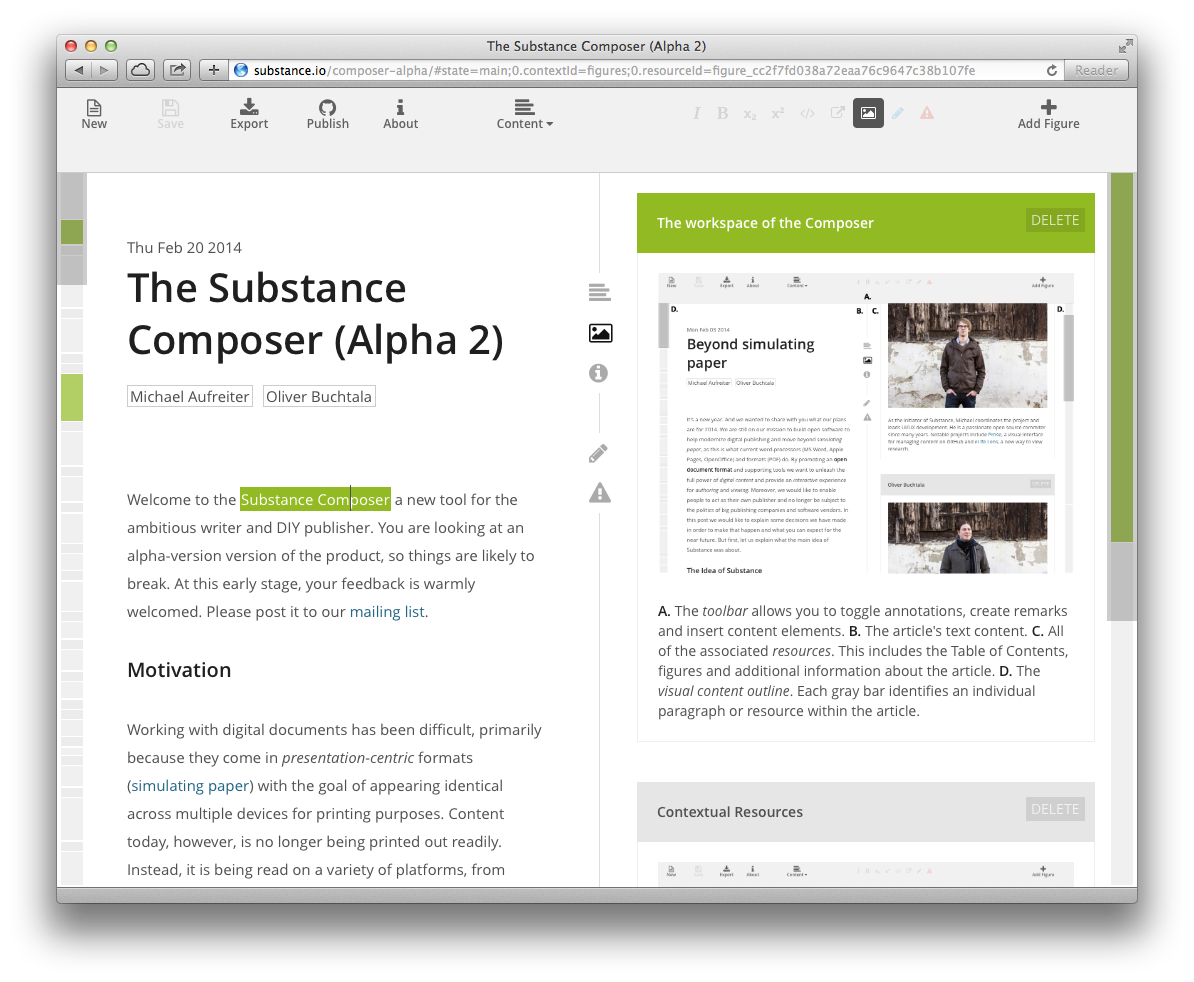 The Substance Composer (Alpha 2)
substance.io/composer-alpha/#state=main;0.contextId=figures;0.resourceId=figure_cc2f7fd038a72eaa76c9647c38b107fe
Reader
New
Save
Export
Publish
About
Content
I B x₂ x²
Add Figure
Thu Feb 20 2014
The Substance
Composer (Alpha 2)
Michael Aufreiter Oliver Buchtala
Welcome to the Substance Composer a new tool for the
ambitious writer and DIY publisher. You are looking at an
alpha-version version of the product, so things are likely to
break. At this early stage, your feedback is warmly
welcomed. Please post it to our mailing list.
Motivation
Working with digital documents has been difficult, primarily
because they come in presentation-centric formats
(simulating paper) with the goal of appearing identical
across multiple devices for printing purposes. Content
today, however, is no longer being printed out readily.
Instead, it is being read on a variety of platforms, from
The workspace of the Composer
DELETE
New Save Export About Content Add Figure
A.
D. B. C. D.
Mon Feb 03 2014
Beyond simulating
paper
Michael Aufreiter Oliver Buchtala
It's a new year. And we wanted to share with you what our plans
are for 2014. We are still on our mission to build open software to
help modernize digital publishing and move beyond simulating
paper, as this is what current word processors (MS Word, Apple
Pages, OpenOffice) and formats (PDF) do. By promoting an open
document format and supporting tools we want to unleash the
full power of digital content and provide an interactive experience
for authoring and viewing. Moreover, we would like to enable
people to act as their own publisher and no longer be subject to
the politics of big publishing companies and software vendors. In
this post we would like to explain some decisions we have made
in order to make that happen and what you can expect for the
near future. But first, let us explain what the main idea of
Substance was about.
The Idea of Substance
As the initiator of Substance, Michael coordinates the project and
leads UI/UX development. He is a passionate open source committer
since many years. Notable projects include Prose, a visual interface
for managing content on GitHub and eLife Lens, a new way to view
research.
Oliver Buchtala
DELETE
A. The toolbar allows you to toggle annotations, create remarks
and insert content elements. B. The article's text content. C. All
of the associated resources. This includes the Table of Contents,
figures and additional information about the article. D. The
visual content outline. Each gray bar identifies an individual
paragraph or resource within the article.
Contextual Resources
DELETE
New Save Export About Content Add Figure